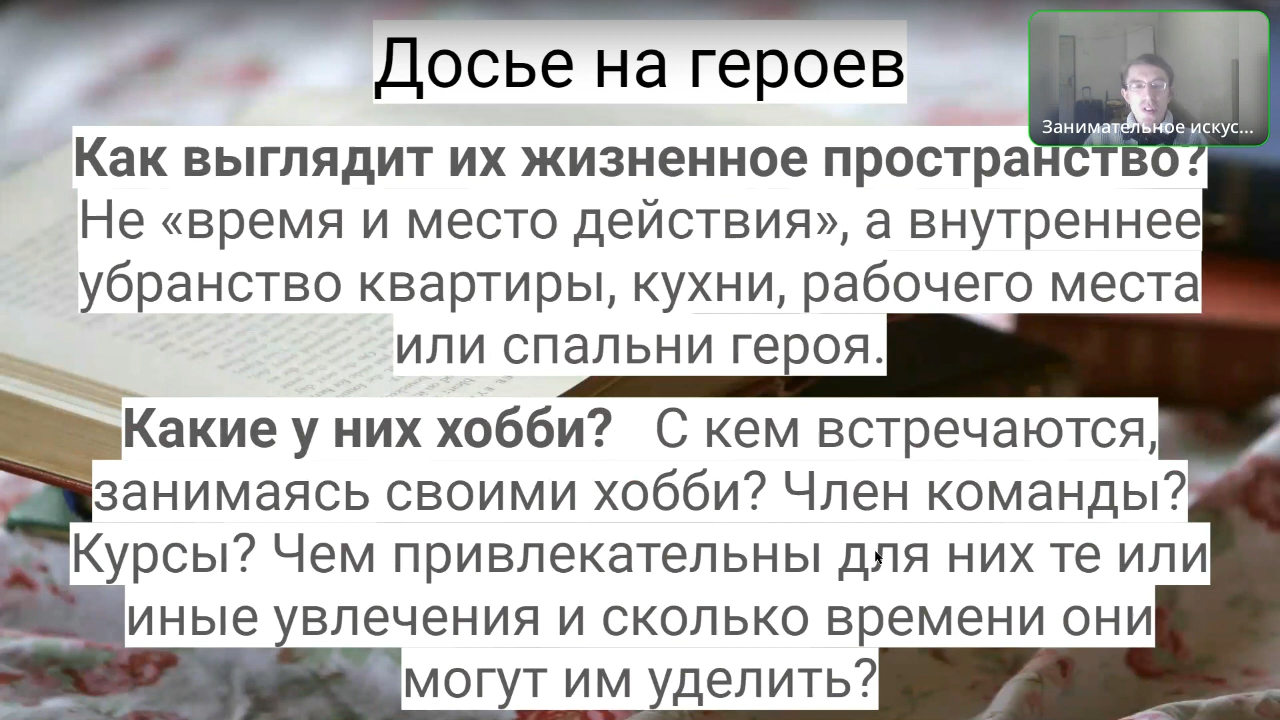 Досье на героев
Занимательное искус...
Как выглядит их жизненное пространство?
Не «время и место действия», а внутреннее
убранство квартиры, кухни, рабочего места
или спальни героя.
Какие у них хобби? С кем встречаются,
занимаясь своими хобби? Член команды?
Курсы? Чем привлекательны для них те или
иные увлечения и сколько времени они
могут им уделить?